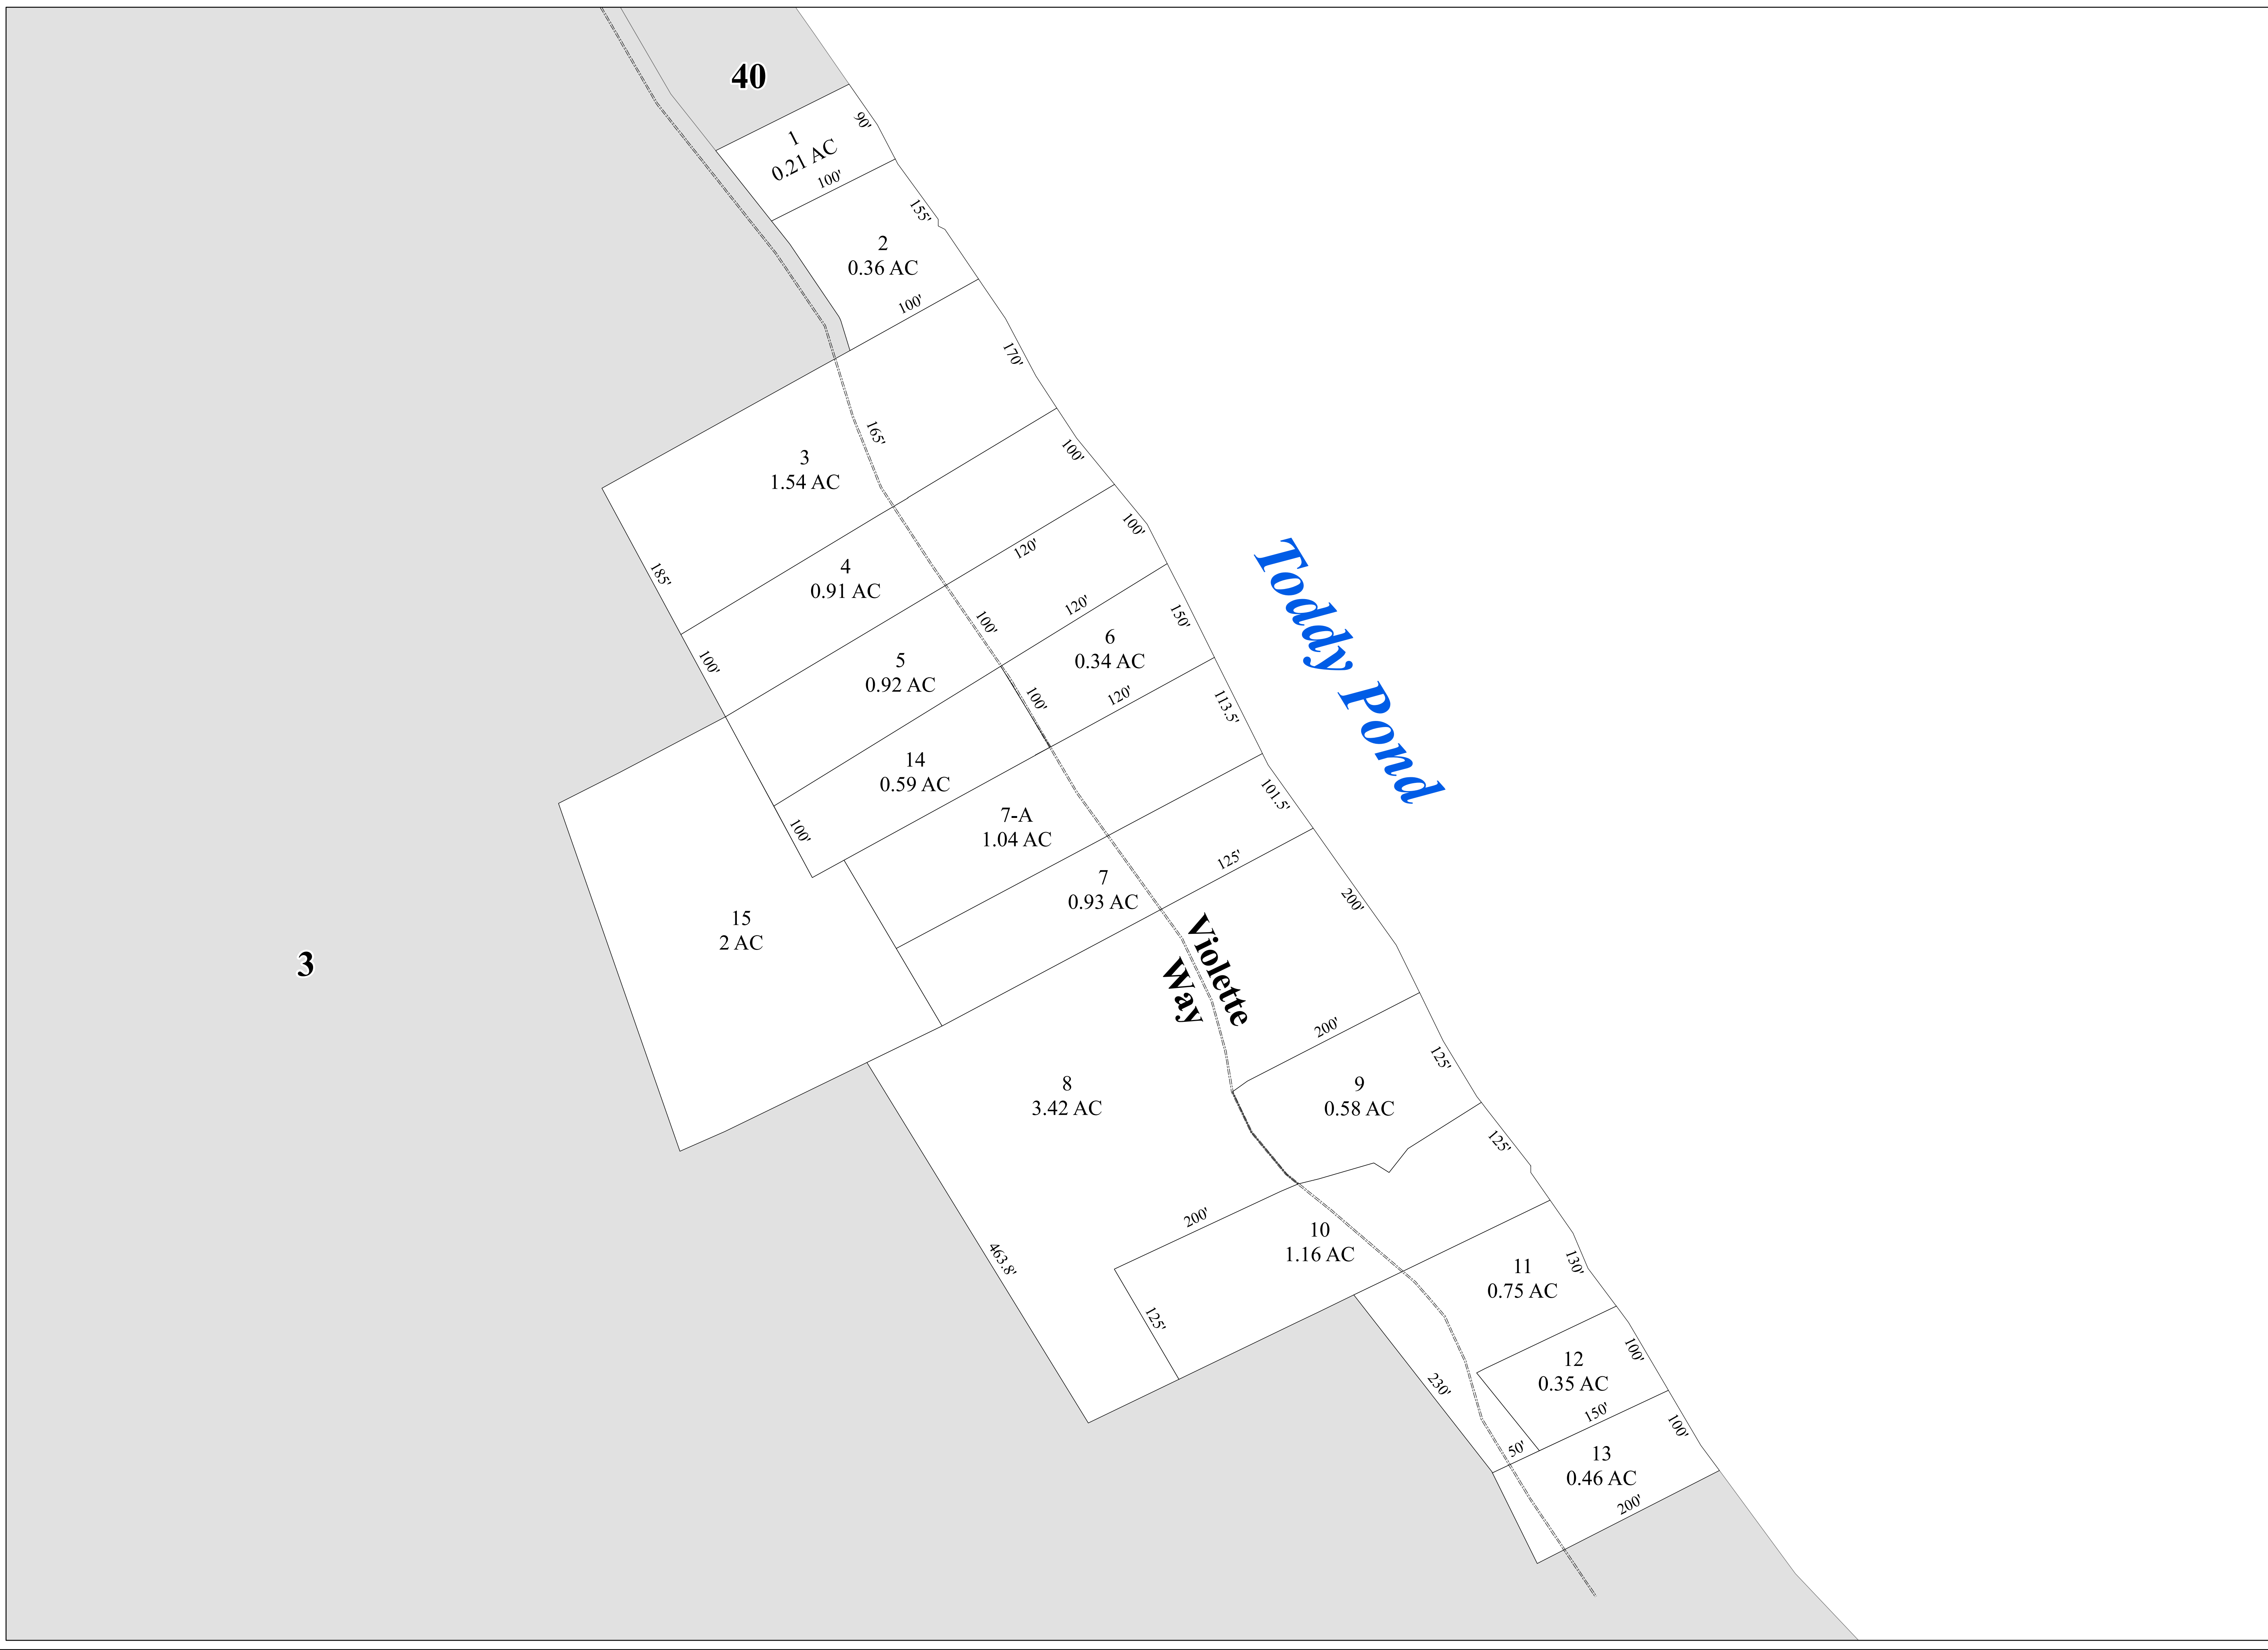 40
90'
1
0.21 AC
100'
155'
2
0.36 AC
100'
170'
165'
3
1.54 AC
185'
100'
4
0.91 AC
100'
100'
120'
5
0.92 AC
100'
120'
6
0.34 AC
150'
100'
120'
14
0.59 AC
100'
113.5'
7-A
1.04 AC
101.5'
7
0.93 AC
125'
Toddy Pond
15
2 AC
3
200'
Violette
Way
200'
8
3.42 AC
9
0.58 AC
125'
125'
200'
10
1.16 AC
463.8'
125'
11
0.75 AC
130'
230'
12
0.35 AC
100'
150'
50'
13
0.46 AC
100'
200'